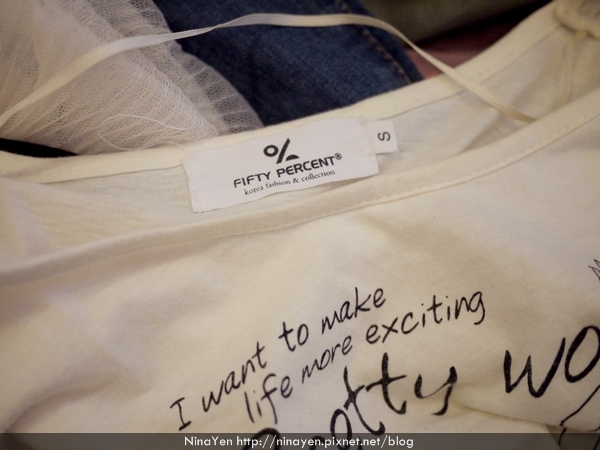 %
FIFTY PERCENT®
korea fashion & collection
S
I want to make
life more exciting
NinaYen http://ninayen.pixnet.net/blog